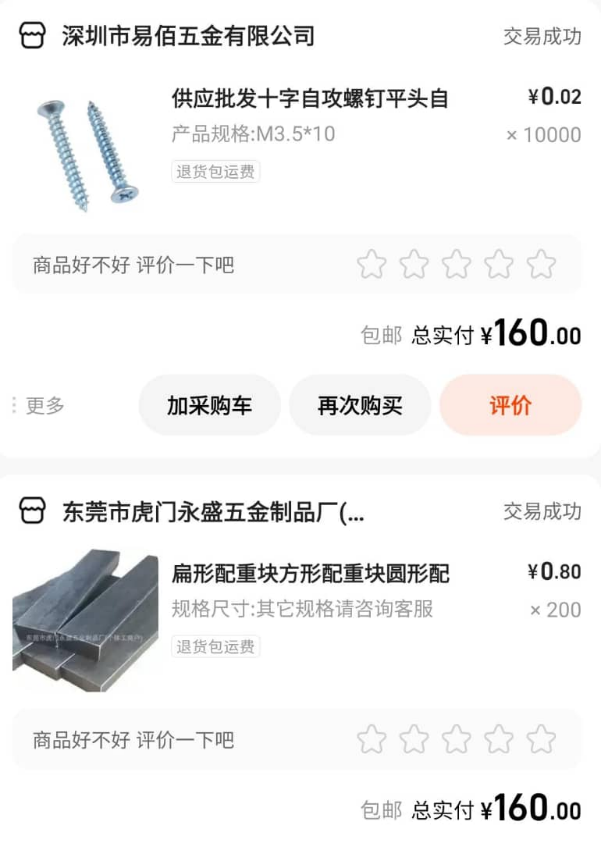 深圳市易佰五金有限公司 交易成功
供应批发十字自攻螺钉平头自 ¥0.02
产品规格:M3.5*10 × 10000
退货包运费
商品好不好 评价一下吧
包邮 总实付 ¥160.00
更多 加采购车 再次购买 评价
东莞市虎门永盛五金制品厂(... 交易成功
扁形配重块方形配重块圆形配 ¥0.80
规格尺寸:其它规格请咨询客服 × 200
退货包运费
商品好不好 评价一下吧
包邮 总实付 ¥160.00